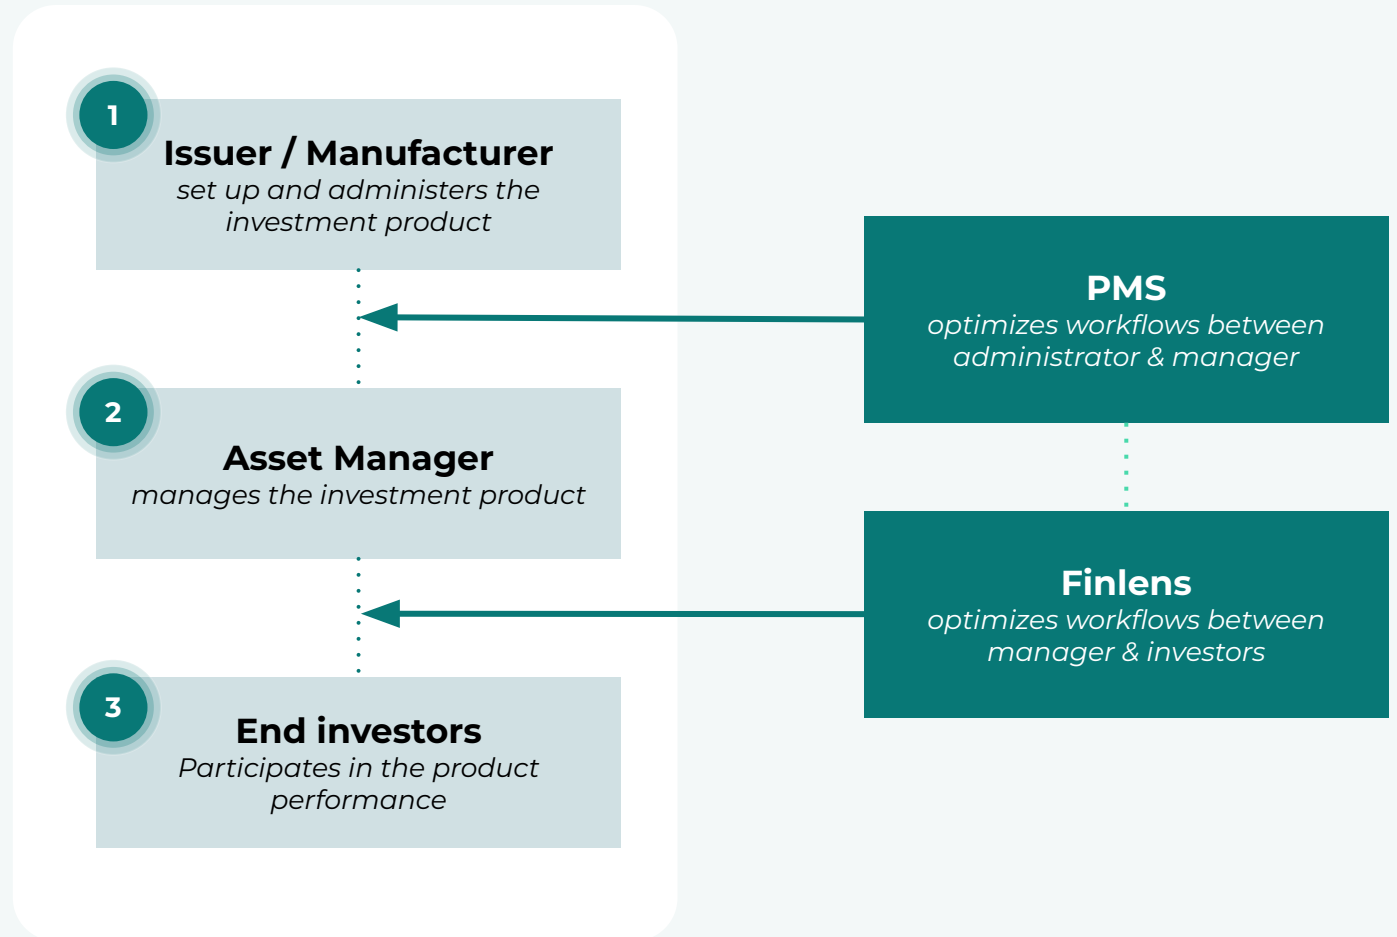 1
Issuer / Manufacturer
set up and administers the
investment product
PMS
optimizes workflows between
administrator & manager
2
Asset Manager
manages the investment product
Finlens
optimizes workflows between
manager & investors
3
End investors
Participates in the product
performance